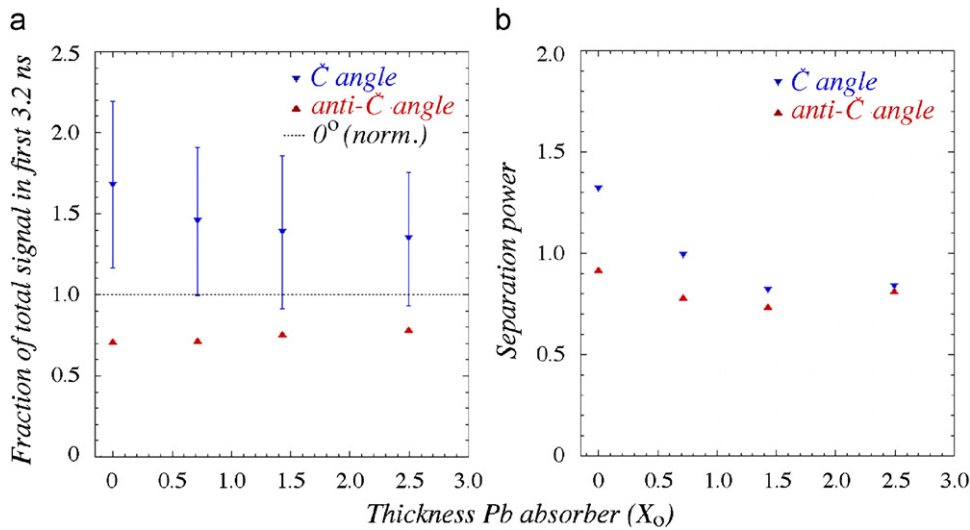 a
Fraction of total signal in first 3.2 ns
2.5
2.0
1.5
1.0
0.5
0
Č angle
anti-Č angle
0° (norm.)
0 0.5 1.0 1.5 2.0 2.5 3.0
b
Separation power
2.0
1.5
1.0
0.5
0
Č angle
anti-Č angle
0 0.5 1.0 1.5 2.0 2.5 3.0
Thickness Pb absorber (X₀)